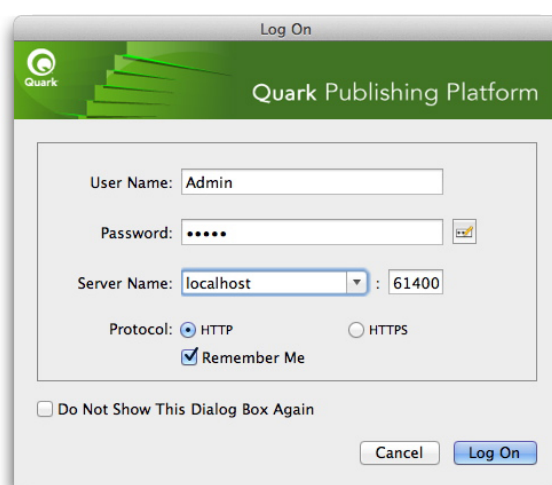 Log On
Quark
Quark Publishing Platform
User Name: Admin
Password: •••••
Server Name: localhost : 61400
Protocol: HTTP HTTPS
Remember Me
Do Not Show This Dialog Box Again
Cancel Log On